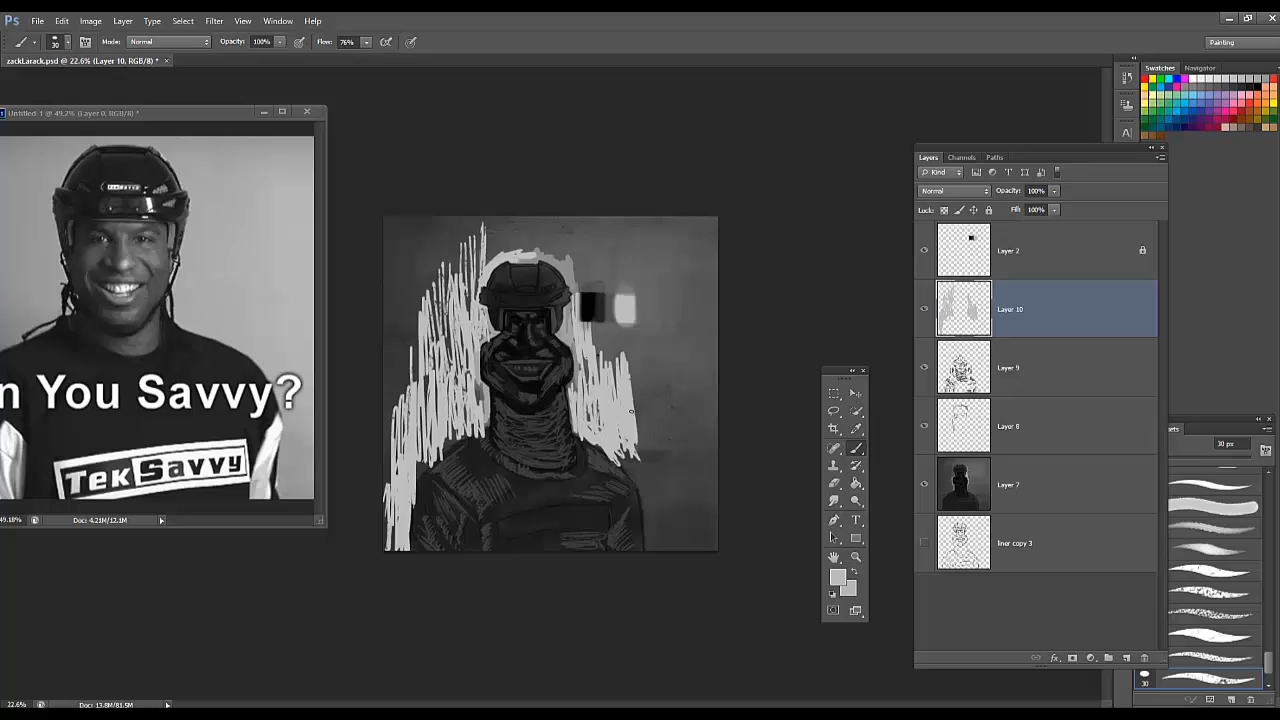 Ps File Edit Image Layer Type Select Filter View Window Help
30 Mode: Normal Opacity: 100% Flow: 76% Painting
zackLarack.psd @ 22.6% (Layer 10, RGB/8) * ×
Swatches Navigator
Untitled-1 @ 49.2% (Layer 0, RGB/8) *
Layers Channels Paths
Kind
Normal Opacity: 100%
Lock: Fill: 100%
Layer 2
Layer 10
Layer 9
Layer 8
Layer 7
liner copy 3
n You Savvy?
TekSavvy
49.18% Doc: 4.21M/12.1M
30 px
30
22.6% Doc: 13.8M/81.5M